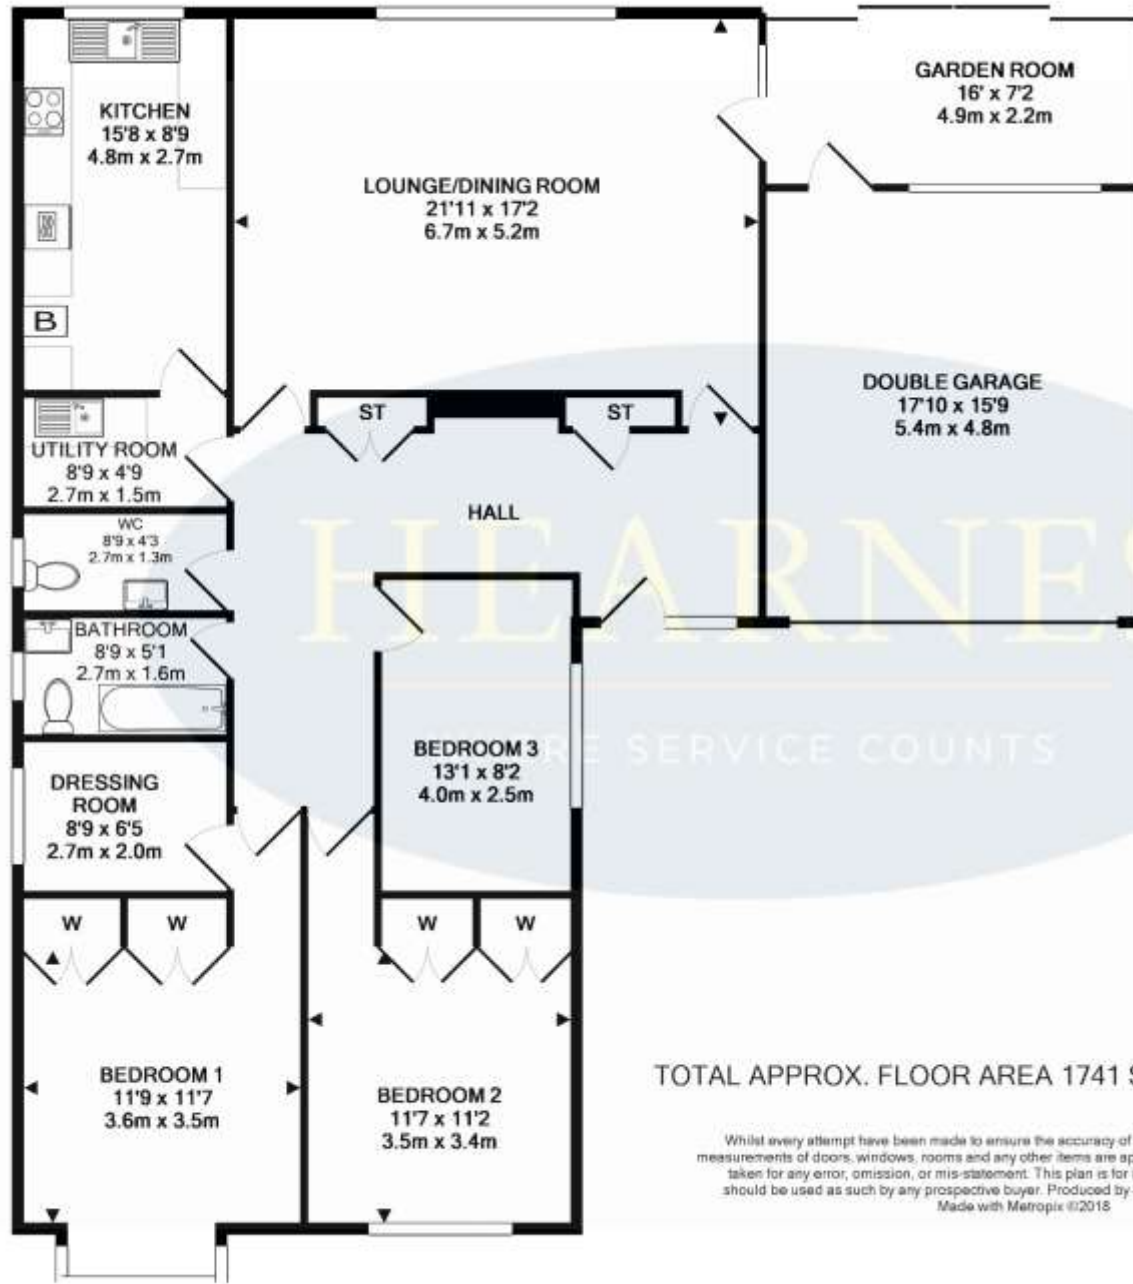 KITCHEN
15'8 x 8'9
4.8m x 2.7m
B
LOUNGE/DINING ROOM
21'11 x 17'2
6.7m x 5.2m
GARDEN ROOM
16' x 7'2
4.9m x 2.2m
DOUBLE GARAGE
17'10 x 15'9
5.4m x 4.8m
ST
ST
UTILITY ROOM
8'9 x 4'9
2.7m x 1.5m
HALL
WC
8'9 x 4'3
2.7m x 1.3m
BATHROOM
8'9 x 5'1
2.7m x 1.6m
HEARNES
SERVICE COUNTS
BEDROOM 3
13'1 x 8'2
4.0m x 2.5m
DRESSING
ROOM
8'9 x 6'5
2.7m x 2.0m
W
W
W
W
BEDROOM 1
11'9 x 11'7
3.6m x 3.5m
BEDROOM 2
11'7 x 11'2
3.5m x 3.4m
TOTAL APPROX. FLOOR AREA 1741
Whilst every attempt have been made to ensure the accuracy of
measurements of doors, windows, rooms and any other items are
taken for any error, omission, or mis-statement. This plan is for
should be used as such by any prospective buyer. Produced by
Made with Metropix ©2018